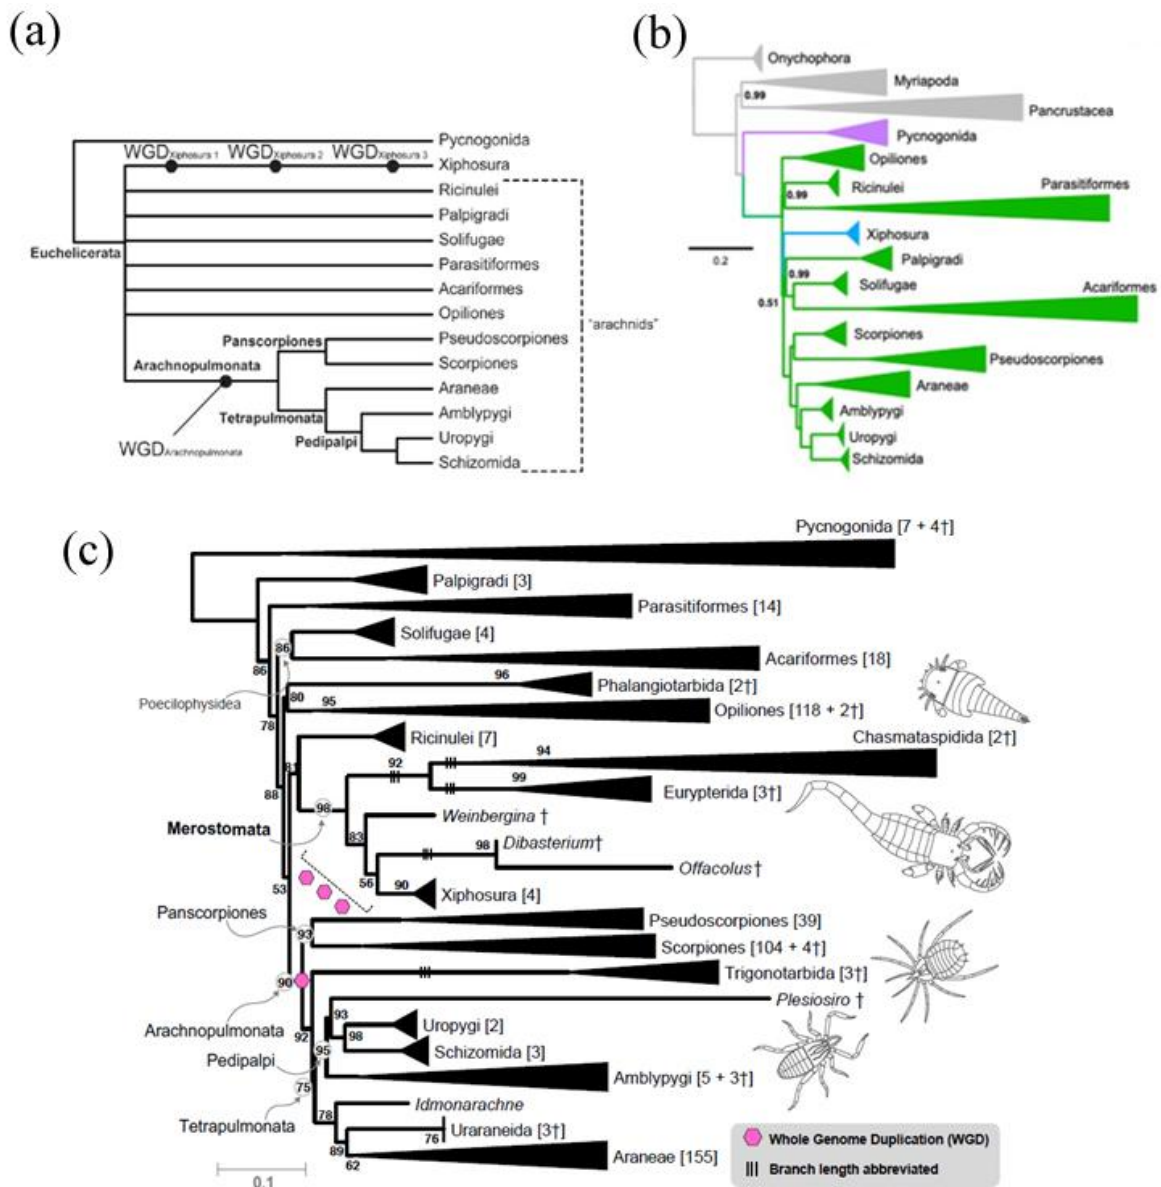 (a)
Pycnogonida
WGDXiphosura 1 WGDXiphosura 2 WGDXiphosura 3
Xiphosura
Ricinulei
Palpigradi
Solifugae
Euchelicerata
Parasitiformes
Acariformes
Opiliones
"arachnids"
Panscorpiones
Pseudoscorpiones
Arachnopulmonata
Scorpiones
Araneae
Tetrapulmonata
Amblypygi
Pedipalpi
Uropygi
WGDArachnopulmonata
Schizomida
(b)
Onychophora
Myriapoda
0.99
Pancrustacea
Pycnogonida
Opiliones
Ricinulei
Parasitiformes
0.99
Xiphosura
0.2
Palpigradi
0.99
Solifugae
Acariformes
0.51
Scorpiones
Pseudoscorpiones
Araneae
Amblypygi
Uropygi
Schizomida
(c)
Pycnogonida [7 + 4†]
Palpigradi [3]
Parasitiformes [14]
Solifugae [4]
86
Acariformes [18]
86
96
Phalangiotarbida [2†]
Poecilophysidea
80
95
Opiliones [118 + 2†]
78
Ricinulei [7]
Chasmataspidida [2†]
94
92
81
99
88
Eurypterida [3†]
98
Weinbergina †
Merostomata
83
98
Dibasterium†
Offacolus†
56
90
53
Xiphosura [4]
Panscorpiones
Pseudoscorpiones [39]
93
Scorpiones [104 + 4†]
Trigonotarbida [3†]
90
Plesiosiro †
Arachnopulmonata
93
Uropygi [2]
92
98
Pedipalpi
95
Schizomida [3]
Amblypygi [5 + 3†]
75
Idmonarachne
Tetrapulmonata
78
Uraraneida [3†]
76
89
Araneae [155]
62
0.1
Whole Genome Duplication (WGD)
Branch length abbreviated